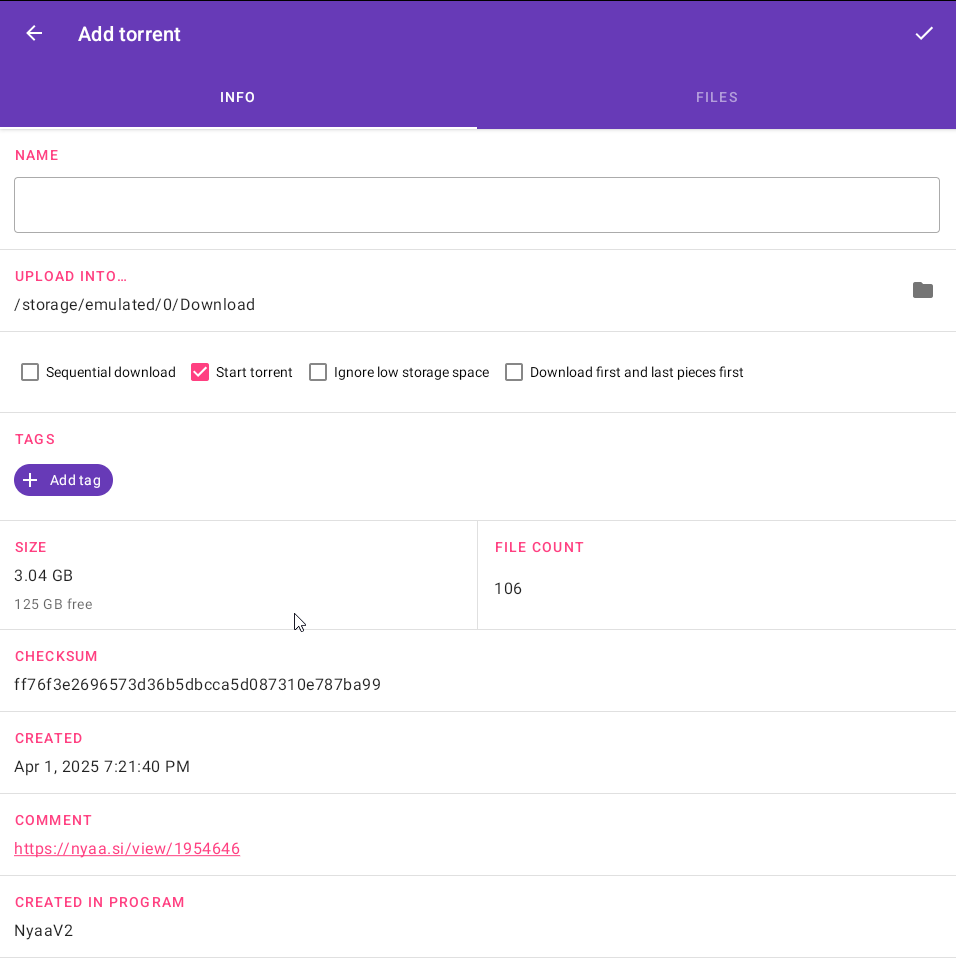 Add torrent
INFO
FILES
NAME
UPLOAD INTO…
/storage/emulated/0/Download
Sequential download
Start torrent
Ignore low storage space
Download first and last pieces first
TAGS
Add tag
SIZE
3.04 GB
125 GB free
FILE COUNT
106
CHECKSUM
ff76f3e2696573d36b5dbcca5d087310e787ba99
CREATED
Apr 1, 2025 7:21:40 PM
COMMENT
https://nyaa.si/view/1954646
CREATED IN PROGRAM
NyaaV2